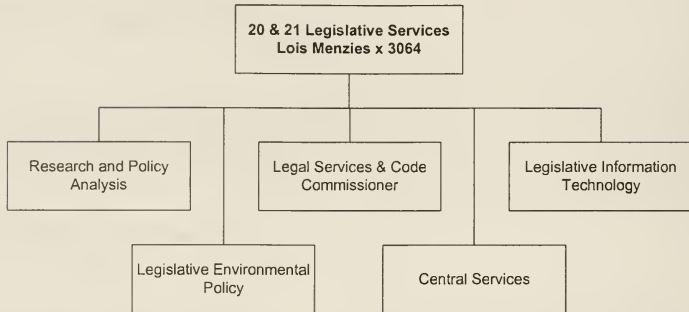 20 & 21 Legislative Services
Lois Menzies x 3064
Research and Policy
Analysis
Legal Services & Code
Commissioner
Legislative Information
Technology
Legislative Environmental
Policy
Central Services